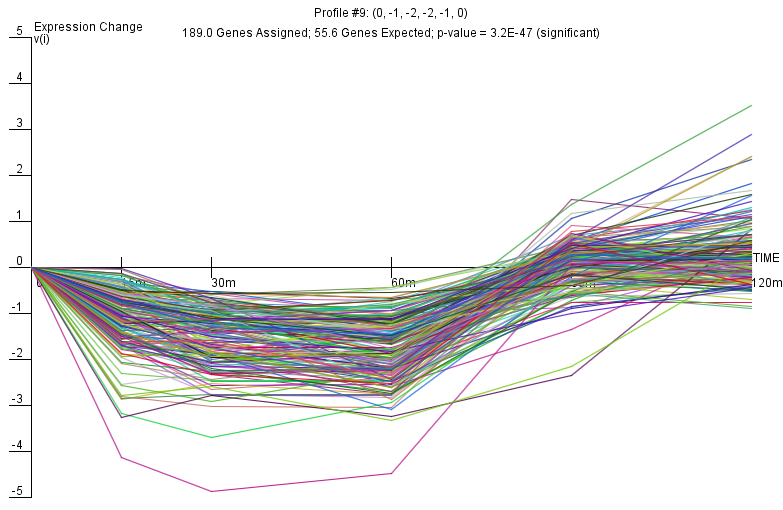 Profile #9: (0, -1, -2, -2, -1, 0)
Expression Change
v(i)
189.0 Genes Assigned; 55.6 Genes Expected; p-value = 3.2E-47 (significant)
5
4
3
2
1
0
TIME
30m
60m
120m
-1
-2
-3
-4
-5